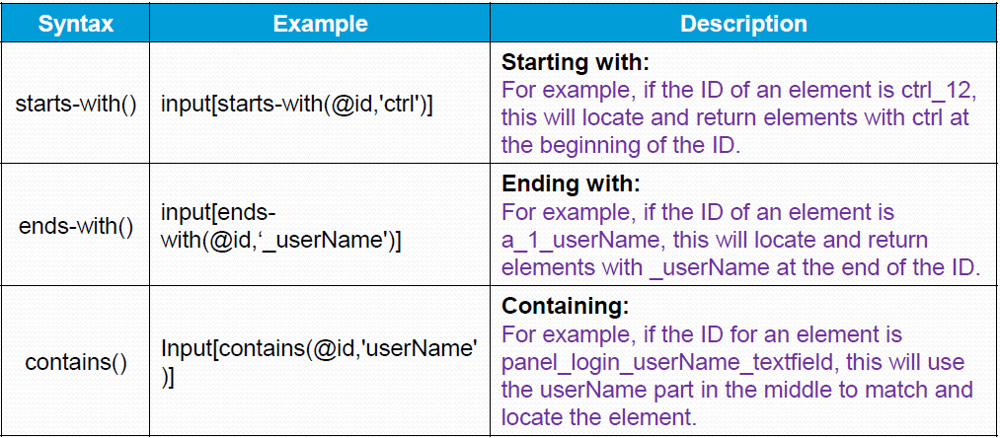 Syntax Example Description
Starting with:
For example, if the ID of an element is ctrl_12,
starts-with() input[starts-with(@id,'ctrl')] this will locate and return elements with ctrl at
the beginning of the ID.
Ending with:
input[ends- For example, if the ID of an element is
ends-with() with(@id,‘_userName')] a_1_userName, this will locate and return
elements with _userName at the end of the ID.
Containing:
Input[contains(@id,'userName' For example, if the ID for an element is
contains() )] panel_login_userName_textfield, this will use
the userName part in the middle to match and
locate the element.